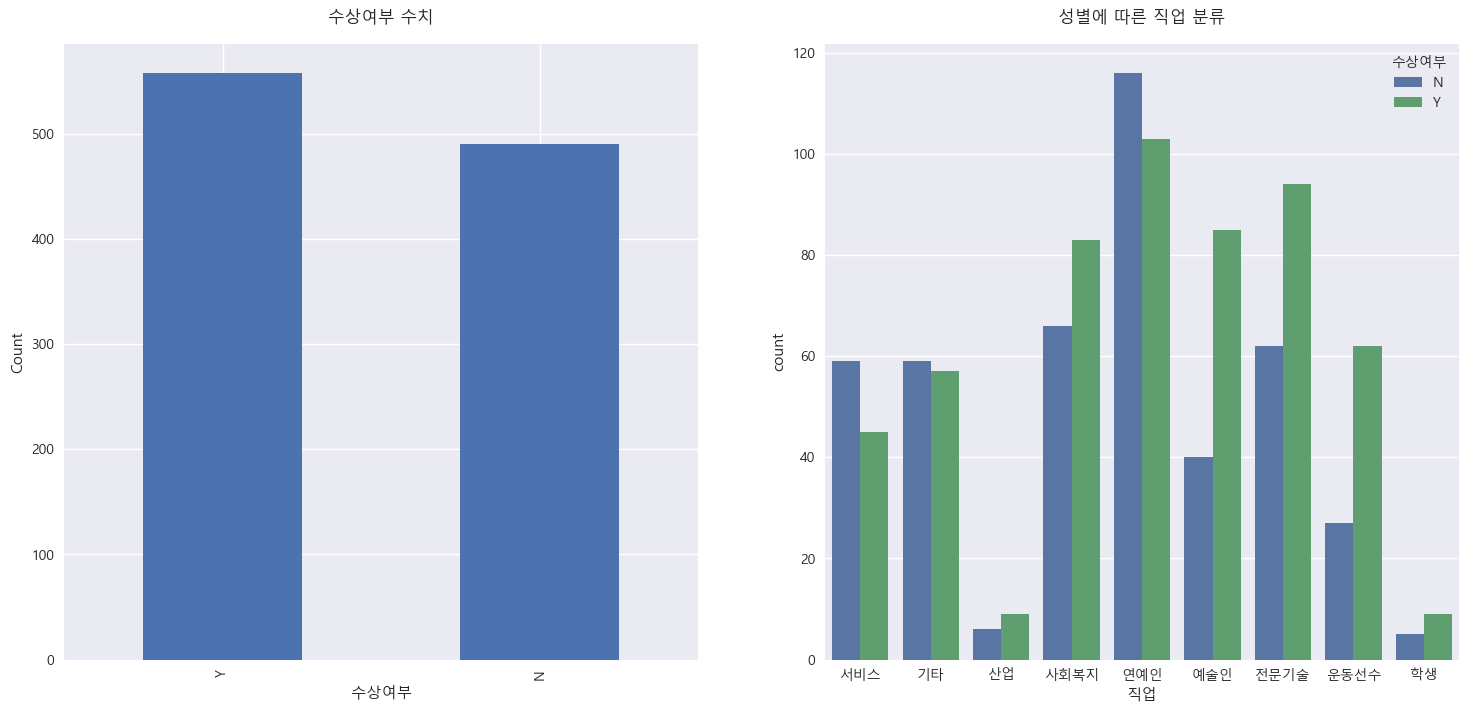 수상여부 수치
Count
500
400
300
200
100
0
Y
N
수상여부
성별에 따른 직업 분류
count
120
100
80
60
40
20
0
수상여부
N
Y
서비스 기타 산업 사회복지 연예인 예술인 전문기술 운동선수 학생
직업